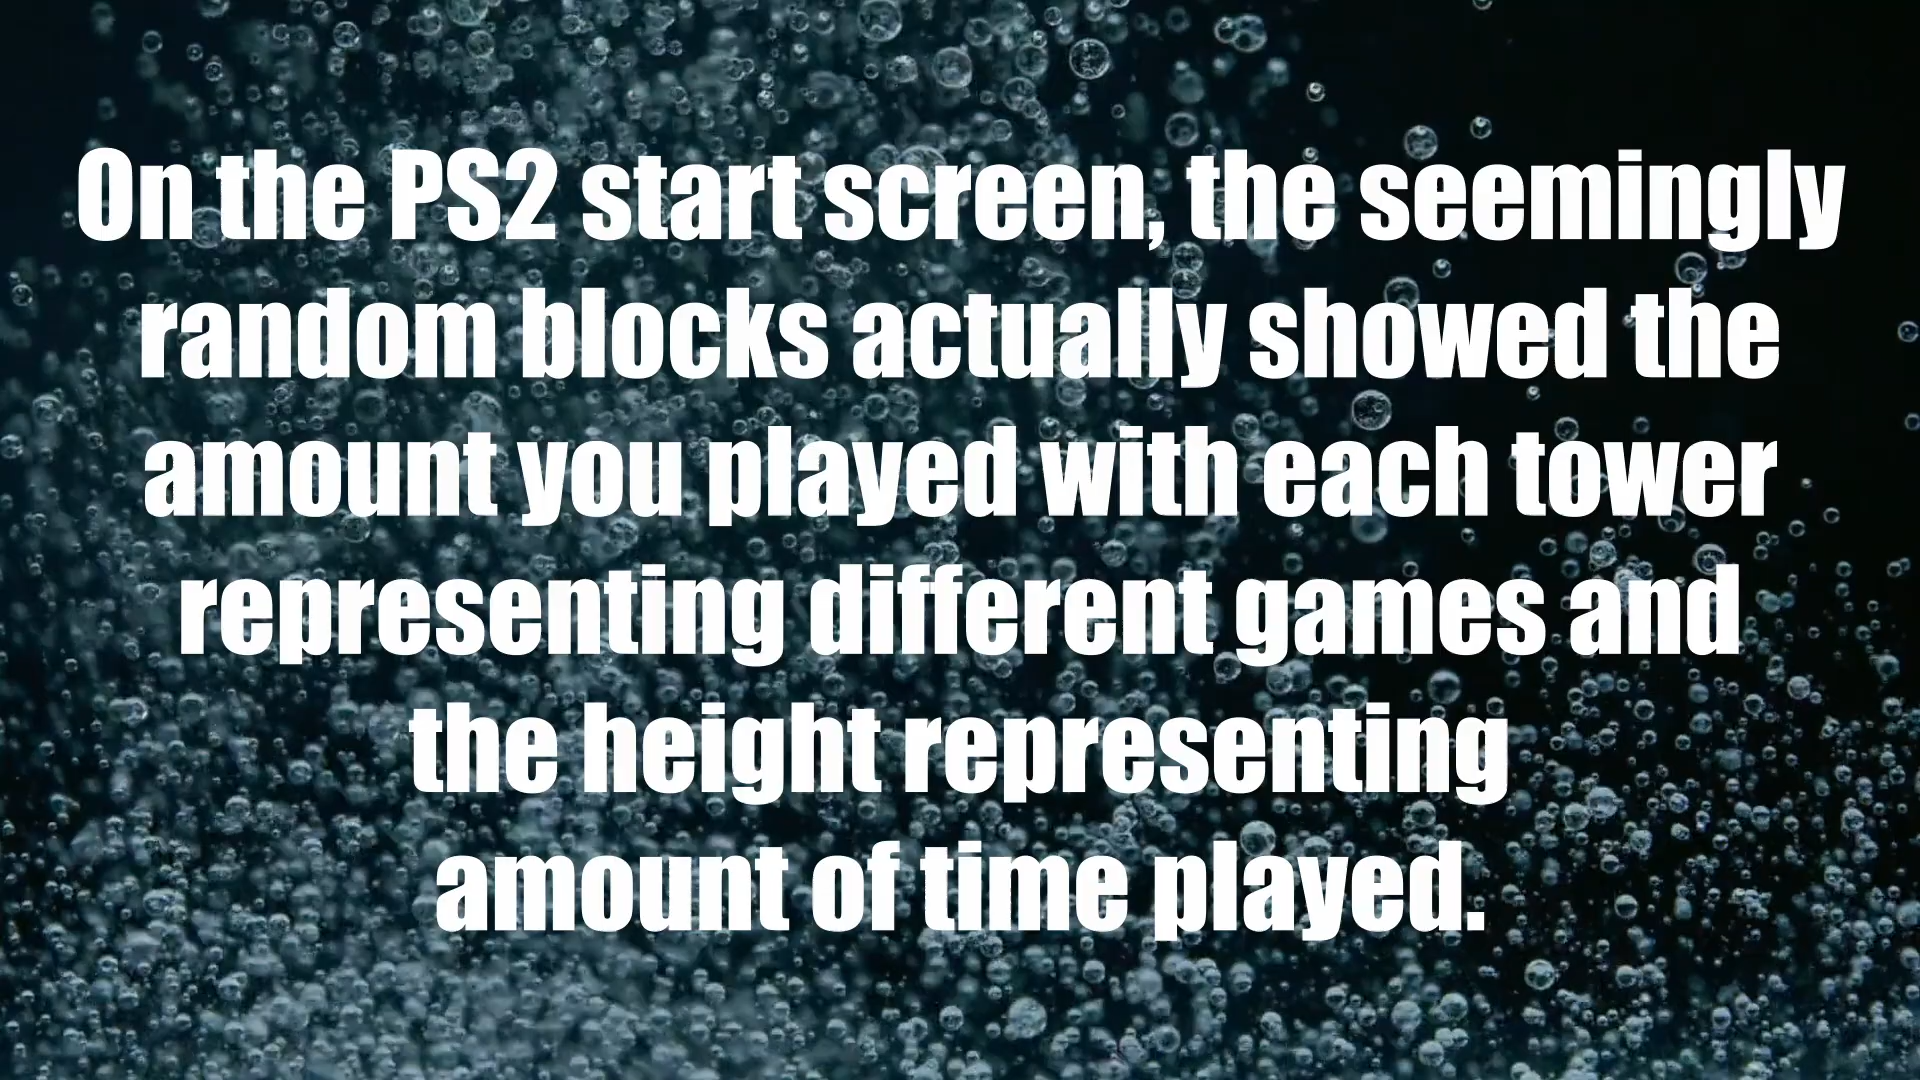 On the PS2 start screen, the seemingly
random blocks actually showed the
amount you played with each tower
representing different games and
the height representing
amount of time played.